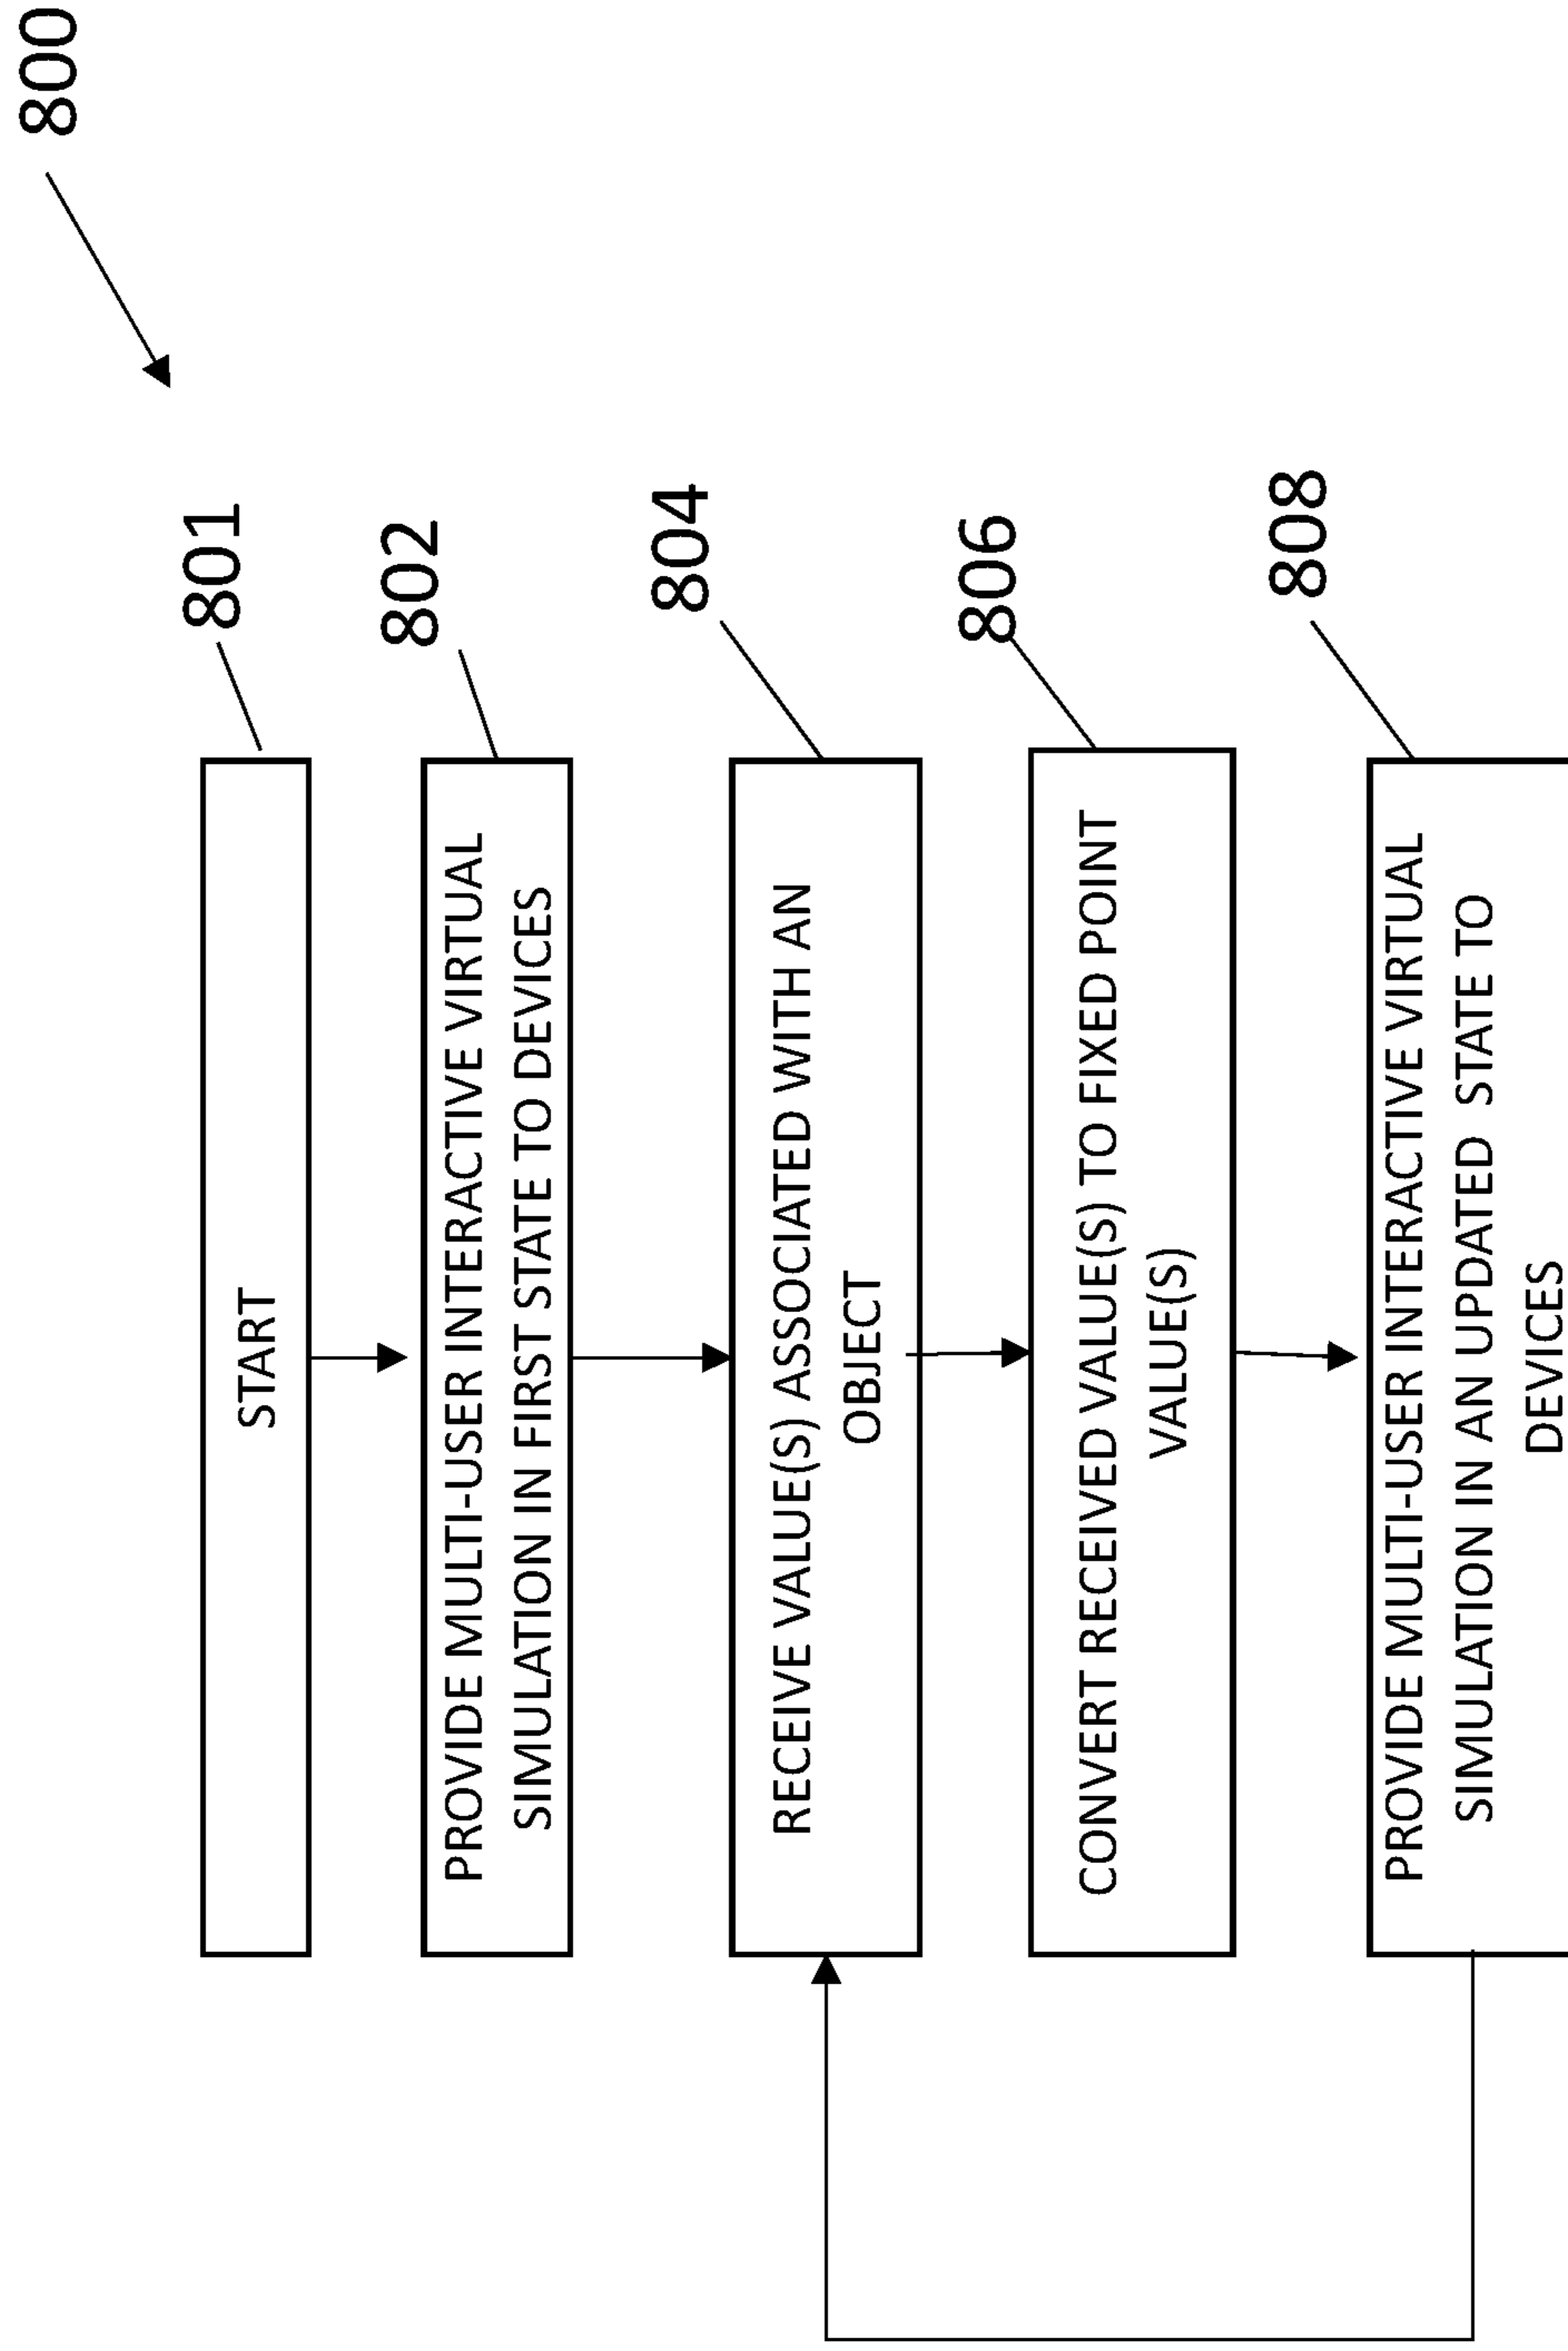 800
START
801
PROVIDE MULTI-USER INTERACTIVE VIRTUAL
SIMULATION IN FIRST STATE TO DEVICES
802
RECEIVE VALUE(S) ASSOCIATED WITH AN
OBJECT
804
CONVERT RECEIVED VALUE(S) TO FIXED POINT
VALUE(S)
806
PROVIDE MULTI-USER INTERACTIVE VIRTUAL
SIMULATION IN AN UPDATED STATE TO
DEVICES
808